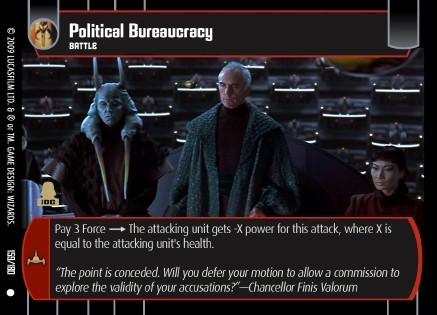 Political Bureaucracy
BATTLE
© 2009 LUCASFILM LTD. & ® or TM. GAME DESIGN: WIZARDS.
IDC
159/180
Pay 3 Force → The attacking unit gets -X power for this attack, where X is
equal to the attacking unit's health.
“The point is conceded. Will you defer your motion to allow a commission to
explore the validity of your accusations?”—Chancellor Finis Valorum